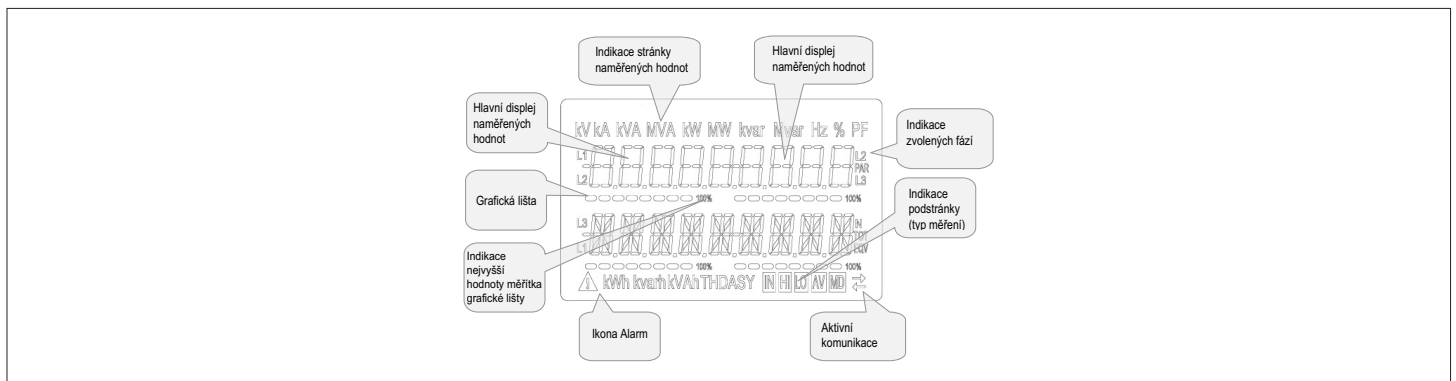 Indikace stránky
naměřených hodnot
Hlavní displej
naměřených hodnot
Hlavní displej
naměřených
hodnot
Indikace
zvolených fází
kV kA kVA MVA kW MW kvar Mvar Hz % PF
L1
L2
PAR
L2
L3
Grafická lišta
100%
100%
Indikace
podstránky
(typ měření)
L3
N
L1
EQV
Indikace
nejvyšší
hodnoty měřítka
grafické lišty
100%
100%
kWh kvarh kVAh THDASY IN HI LO AV MD
Ikona Alarm
Aktivní
komunikace